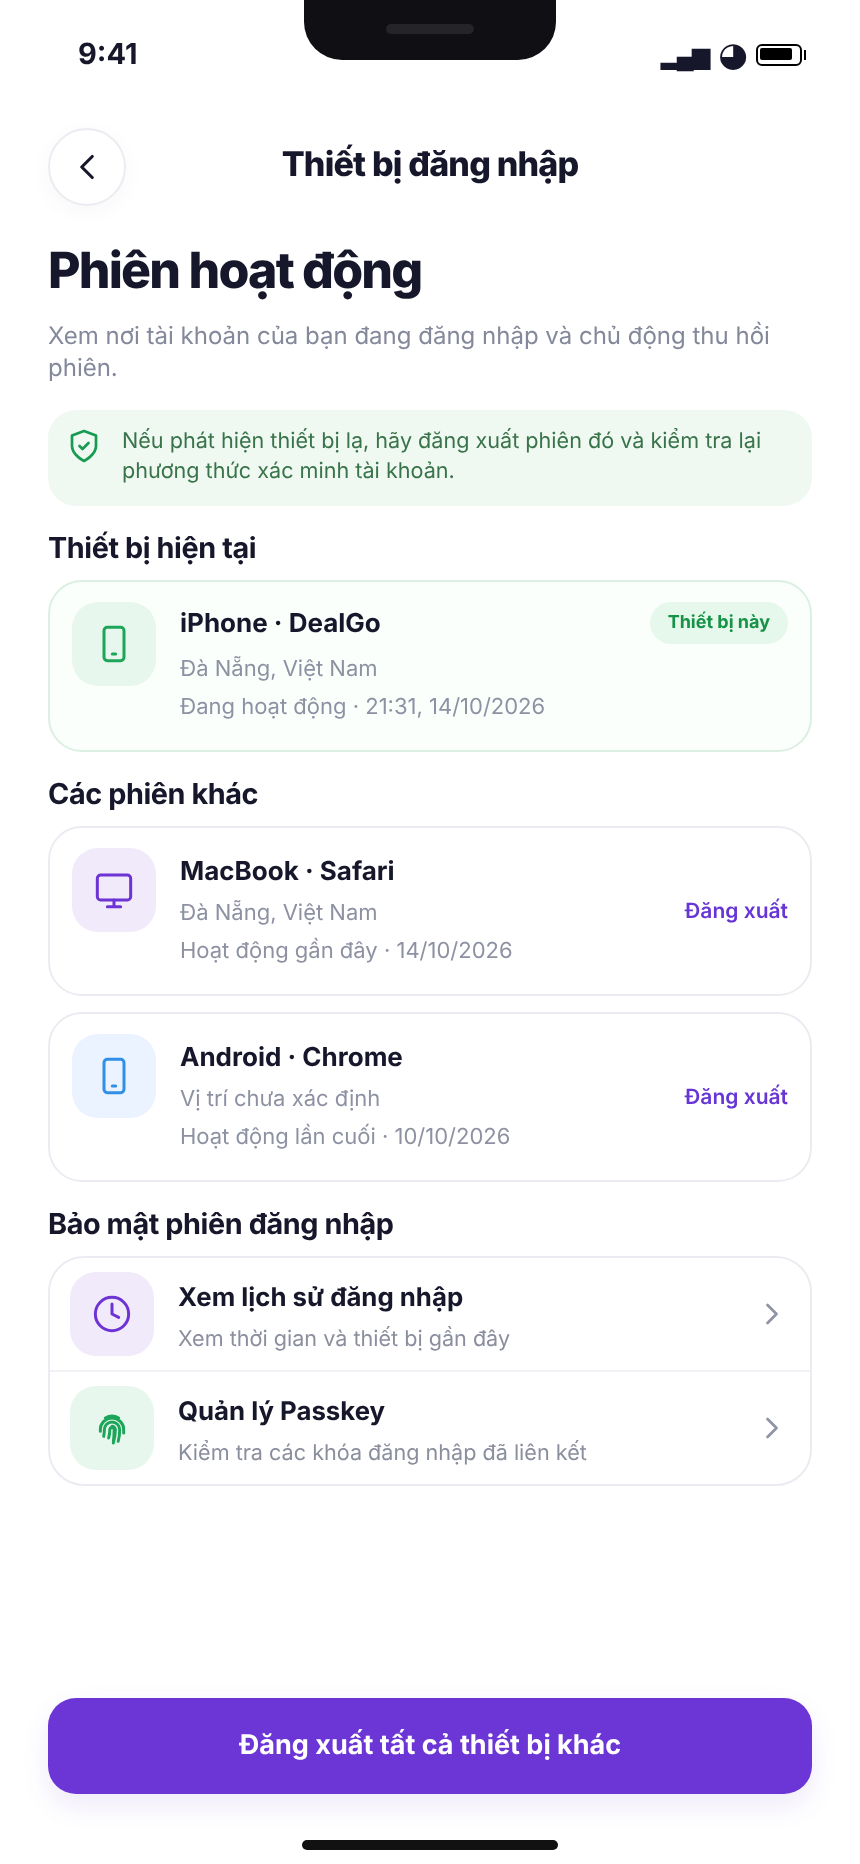 9:41
Thiết bị đăng nhập
Phiên hoạt động
Xem nơi tài khoản của bạn đang đăng nhập và chủ động thu hồi
phiên.
Nếu phát hiện thiết bị lạ, hãy đăng xuất phiên đó và kiểm tra lại
phương thức xác minh tài khoản.
Thiết bị hiện tại
iPhone · DealGo
Thiết bị này
Đà Nẵng, Việt Nam
Đang hoạt động · 21:31, 14/10/2026
Các phiên khác
MacBook · Safari
Đà Nẵng, Việt Nam
Đăng xuất
Hoạt động gần đây · 14/10/2026
Android · Chrome
Vị trí chưa xác định
Đăng xuất
Hoạt động lần cuối · 10/10/2026
Bảo mật phiên đăng nhập
Xem lịch sử đăng nhập
Xem thời gian và thiết bị gần đây
Quản lý Passkey
Kiểm tra các khóa đăng nhập đã liên kết
Đăng xuất tất cả thiết bị khác